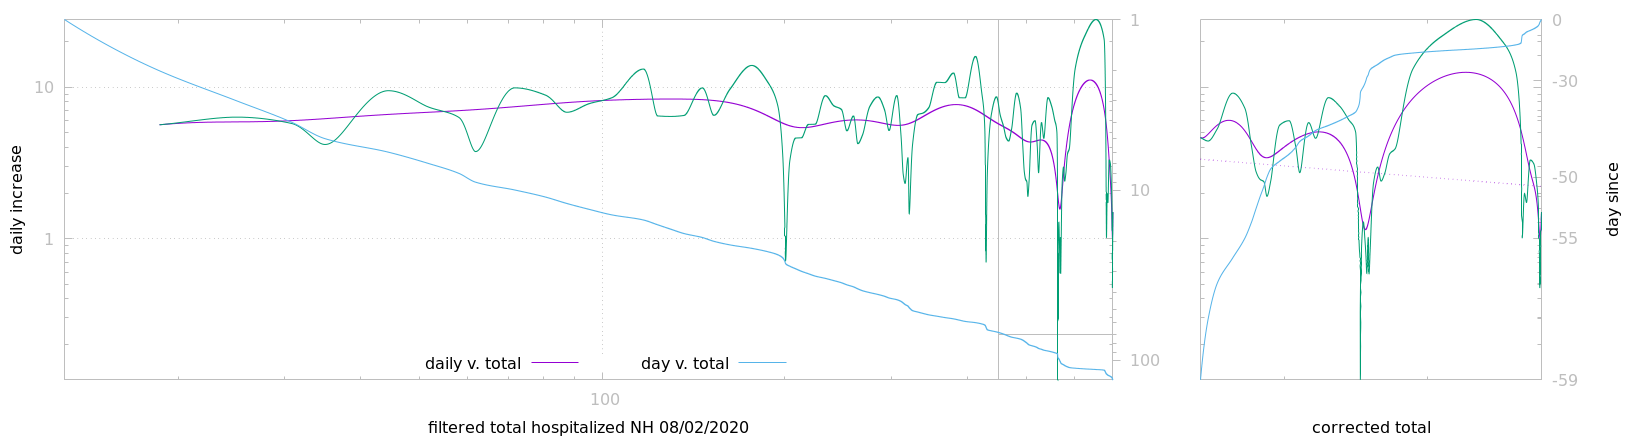 daily increase
10
1
daily v. total
day v. total
100
filtered total hospitalized NH 08/02/2020
1
10
100
0
-30
-50
-55
-59
day since
corrected total